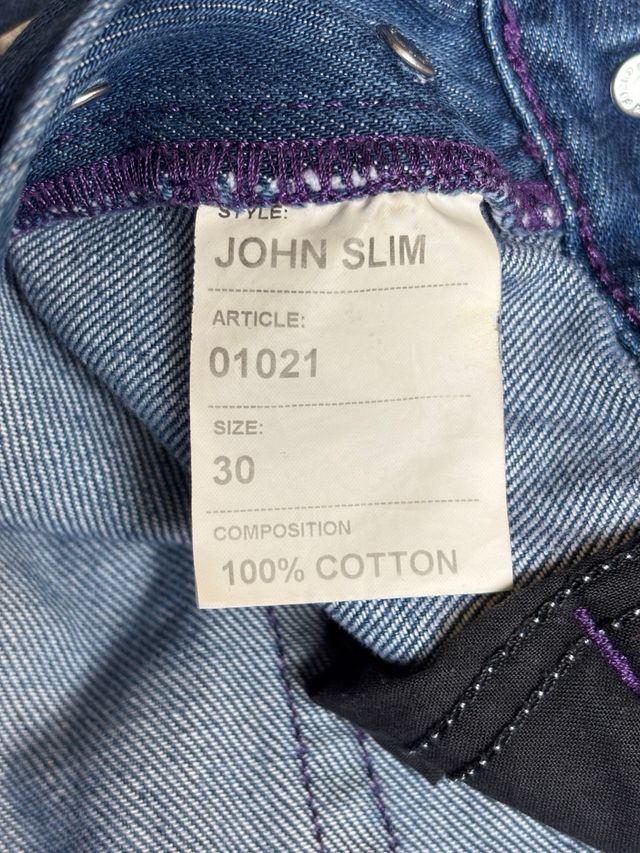 STYLE:
JOHN SLIM
ARTICLE:
01021
SIZE:
30
COMPOSITION
100% COTTON